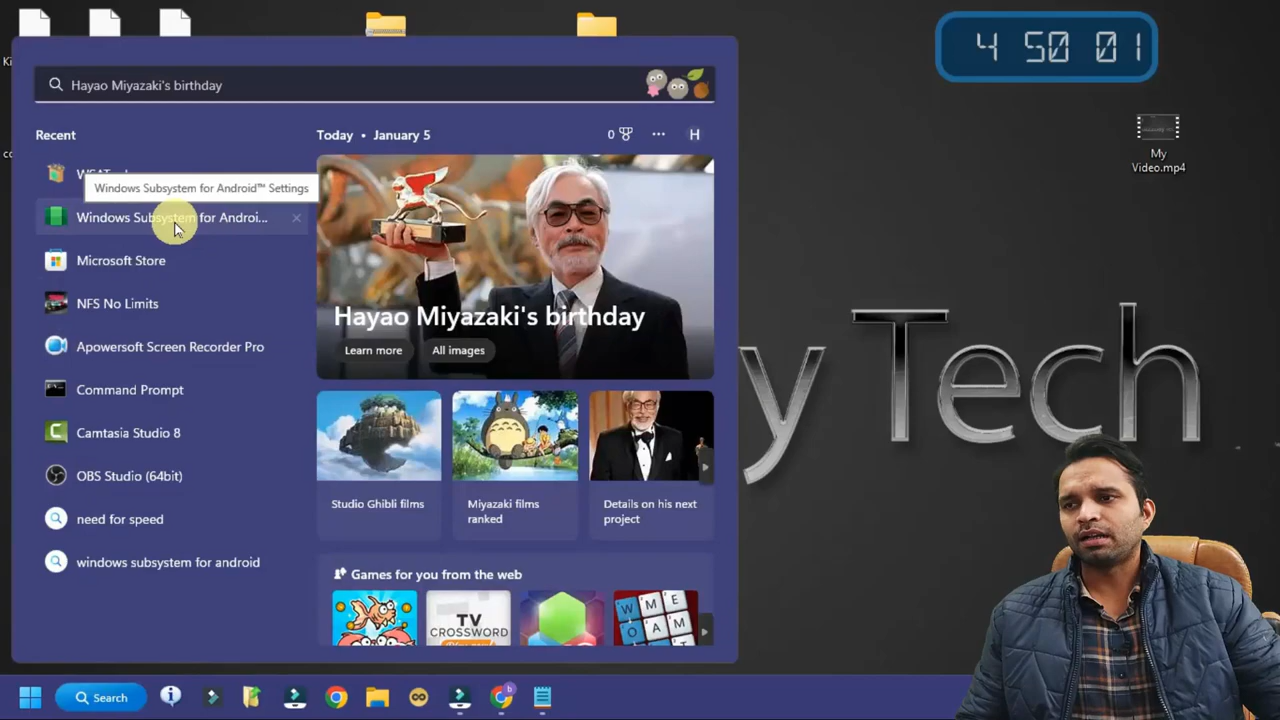 4 50 01
Hayao Miyazaki's birthday
Recent
Today • January 5
0
H
Windows Subsystem for Android™ Settings
Windows Subsystem for Androi...
Microsoft Store
NFS No Limits
Apowersoft Screen Recorder Pro
Command Prompt
Camtasia Studio 8
OBS Studio (64bit)
need for speed
windows subsystem for android
Hayao Miyazaki's birthday
Learn more
All images
Studio Ghibli films
Miyazaki films
ranked
Details on his next
project
Games for you from the web
TV
CROSSWORD
W M E
O A M
My
Video.mp4
y Tech
Search
b